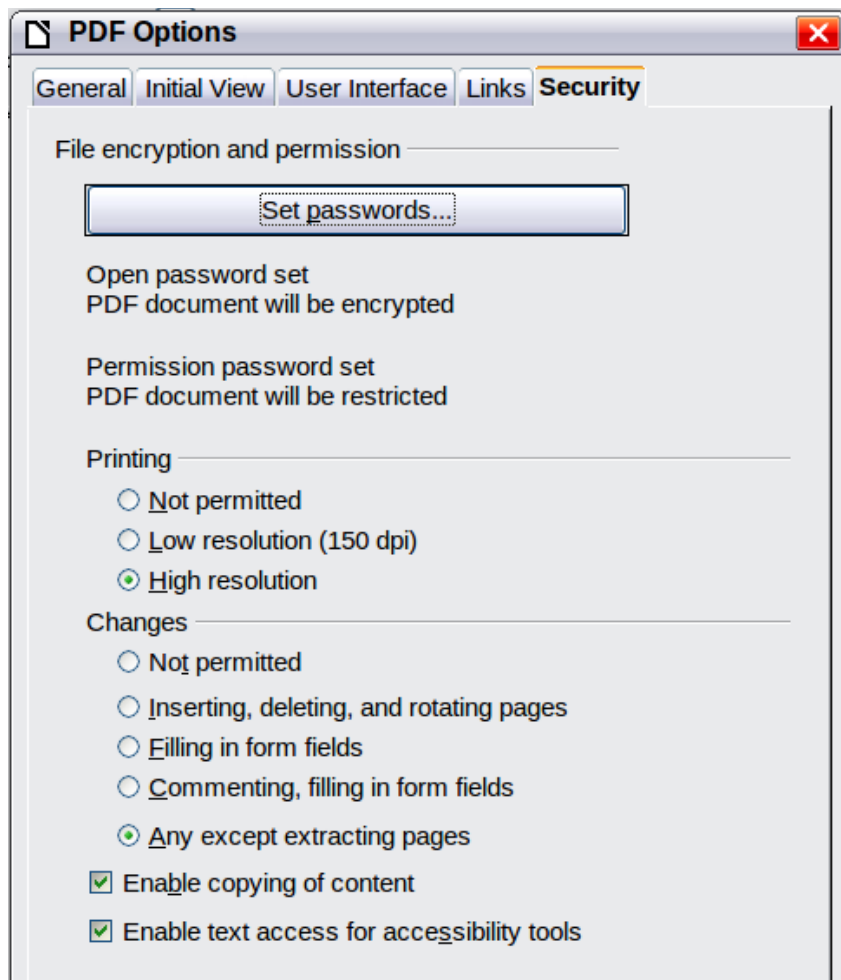 PDF Options
General Initial View User Interface Links Security
File encryption and permission
Set passwords...
Open password set
PDF document will be encrypted
Permission password set
PDF document will be restricted
Printing
Not permitted
Low resolution (150 dpi)
High resolution
Changes
Not permitted
Inserting, deleting, and rotating pages
Filling in form fields
Commenting, filling in form fields
Any except extracting pages
Enable copying of content
Enable text access for accessibility tools